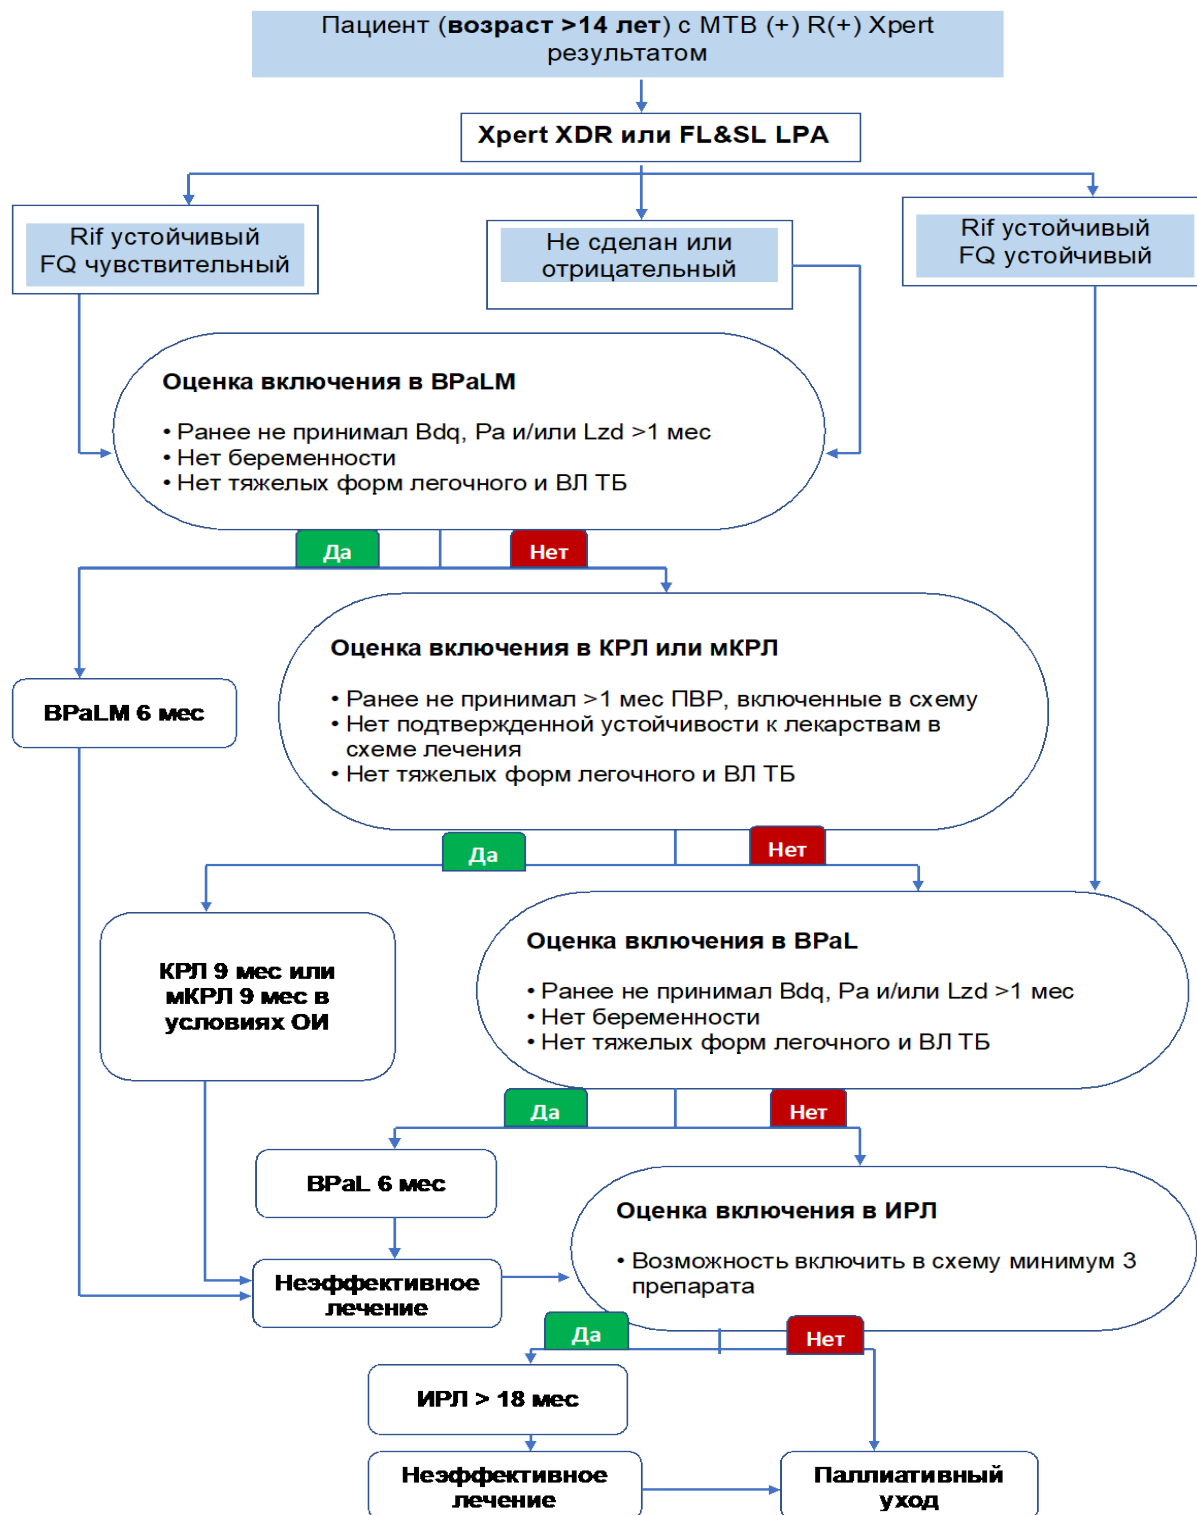 Пациент (возраст >14 лет) с МТВ (+) R(+) Xpert
результатом
Xpert XDR или FL&SL LPA
Rif устойчивый
FQ чувствительный
Не сделан или
отрицательный
Rif устойчивый
FQ устойчивый
Оценка включения в BPaLM
• Ранее не принимал Bdq, Pa и/или Lzd >1 мес
• Нет беременности
• Нет тяжелых форм легочного и ВЛ ТБ
Да
Нет
BPaLM 6 мес
Оценка включения в КРЛ или мКРЛ
• Ранее не принимал >1 мес ПВР, включенные в схему
• Нет подтвержденной устойчивости к лекарствам в
схеме лечения
• Нет тяжелых форм легочного и ВЛ ТБ
Да
Нет
КРЛ 9 мес или
мКРЛ 9 мес в
условиях ОИ
Оценка включения в BPaL
• Ранее не принимал Bdq, Pa и/или Lzd >1 мес
• Нет беременности
• Нет тяжелых форм легочного и ВЛ ТБ
Да
Нет
BPaL 6 мес
Оценка включения в ИРЛ
• Возможность включить в схему минимум 3
препарата
Неэффективное
лечение
Да
Нет
ИРЛ > 18 мес
Неэффективное
лечение
Паллиативный
уход